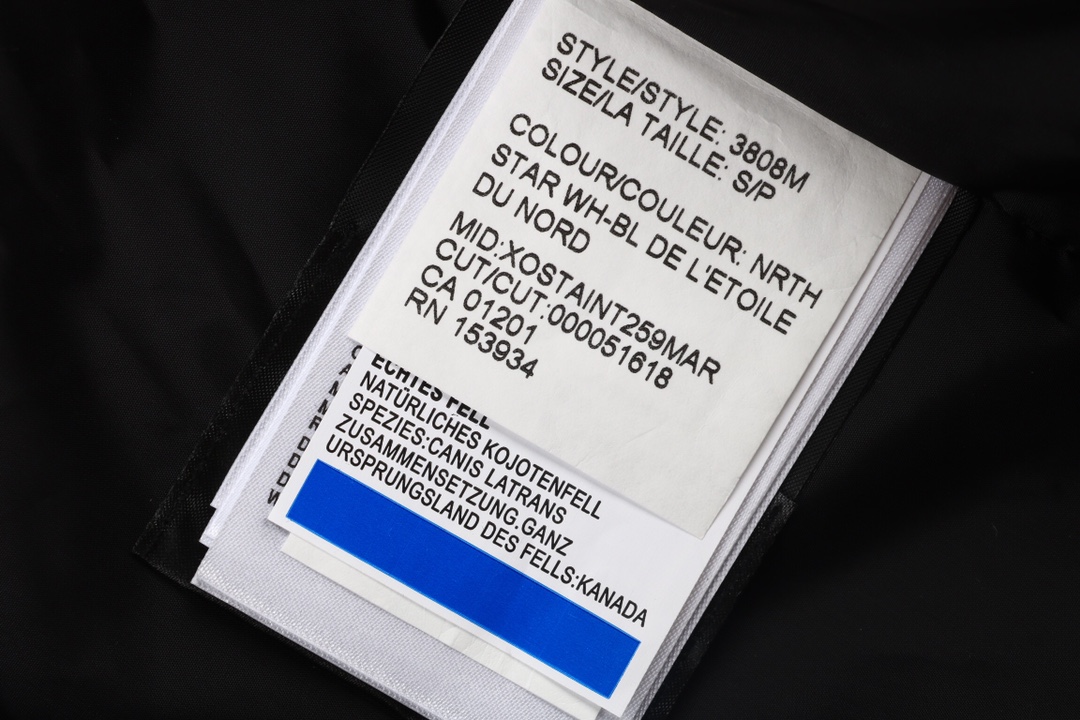 STYLE/STYLE: 3808M
SIZE/LA TAILLE: S/P
COLOUR/COULEUR: NRTH
STAR WH-BL DE L'ETOILE
DU NORD
MID:XOSTAINT259MAR
CUT/CUT:000051618
CA 01201
RN 153934
ECHTES FELL
NATÜRLICHES KOJOTENFELL
SPEZIES:CANIS LATRANS
ZUSAMMENSETZUNG.GANZ
URSPRUNGSLAND DES FELLS:KANADA